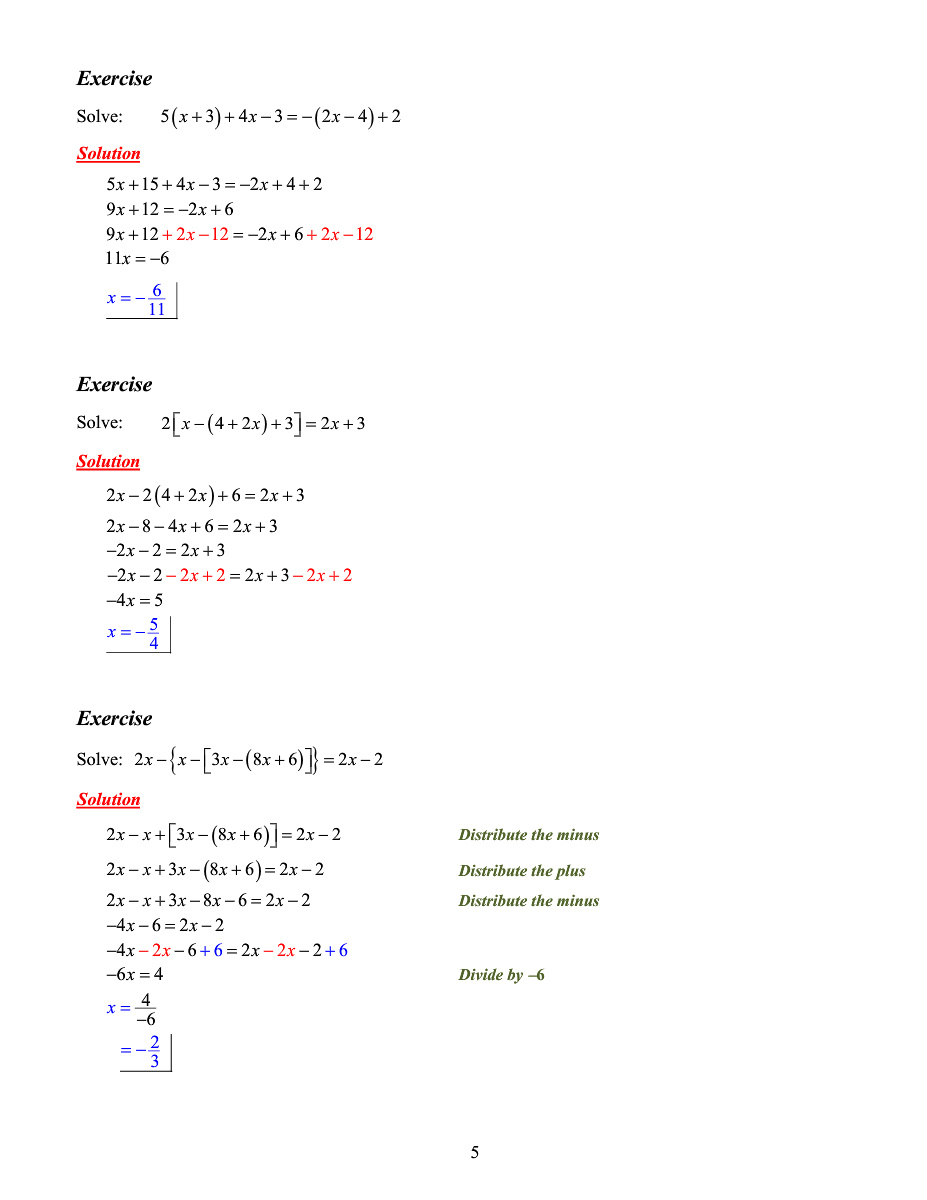 Exercise
Solve: 5(x + 3) + 4x − 3 = −(2x − 4) + 2
Solution
5x + 15 + 4x − 3 = −2x + 4 + 2
9x + 12 = −2x + 6
9x + 12 + 2x − 12 = −2x + 6 + 2x − 12
11x = −6
x = −6/11
Exercise
Solve: 2[x − (4 + 2x) + 3] = 2x + 3
Solution
2x − 2(4 + 2x) + 6 = 2x + 3
2x − 8 − 4x + 6 = 2x + 3
−2x − 2 = 2x + 3
−2x − 2 − 2x + 2 = 2x + 3 − 2x + 2
−4x = 5
x = −5/4
Exercise
Solve: 2x − {x − [3x − (8x + 6)]} = 2x − 2
Solution
2x − x + [3x − (8x + 6)] = 2x − 2 Distribute the minus
2x − x + 3x − (8x + 6) = 2x − 2 Distribute the plus
2x − x + 3x − 8x − 6 = 2x − 2 Distribute the minus
−4x − 6 = 2x − 2
−4x − 2x − 6 + 6 = 2x − 2x − 2 + 6
−6x = 4 Divide by −6
x = 4/−6
= −2/3
5